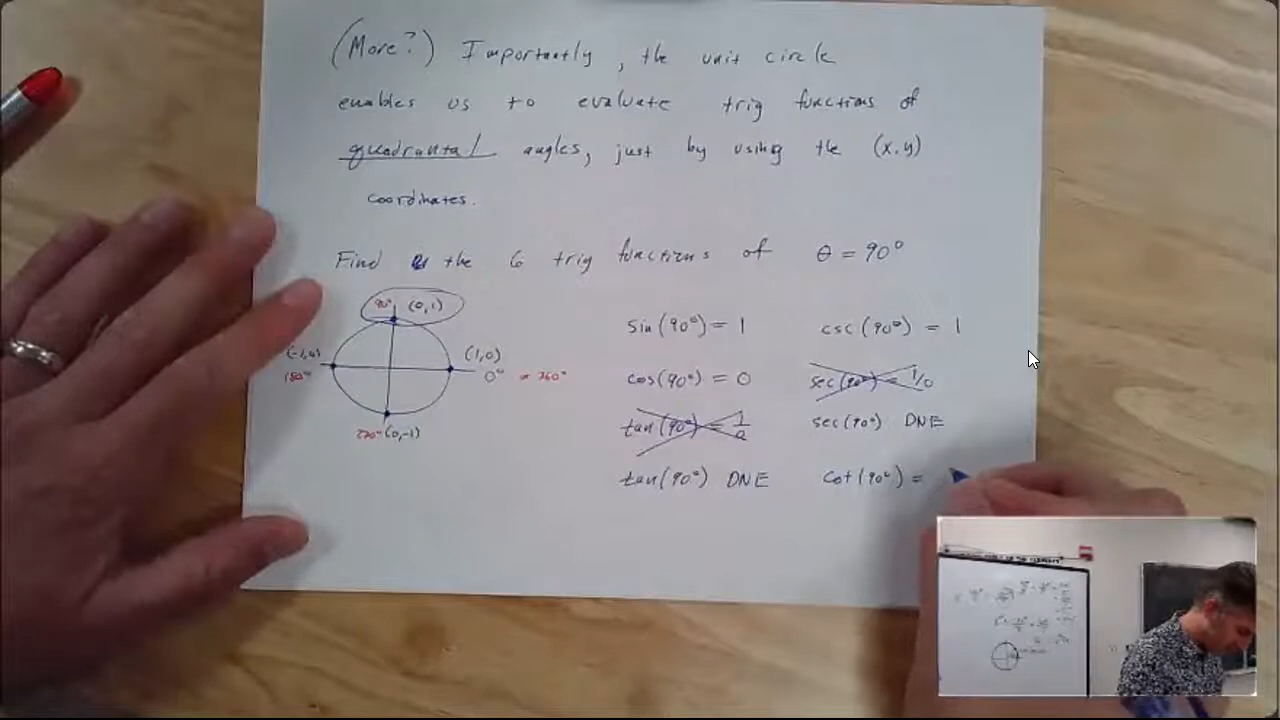 (More?) Importantly, the unit circle
enables us to evaluate trig functions of
quadrantal angles, just by using the (x,y)
coordinates.
Find the 6 trig functions of θ = 90°
90° (0,1)
(-1,0)
180°
(1,0)
0° or 360°
270° (0,-1)
sin(90°) = 1
cos(90°) = 0
tan(90°) = 1/0
tan(90°) DNE
csc(90°) = 1
sec(90°) = 1/0
sec(90°) DNE
cot(90°) =